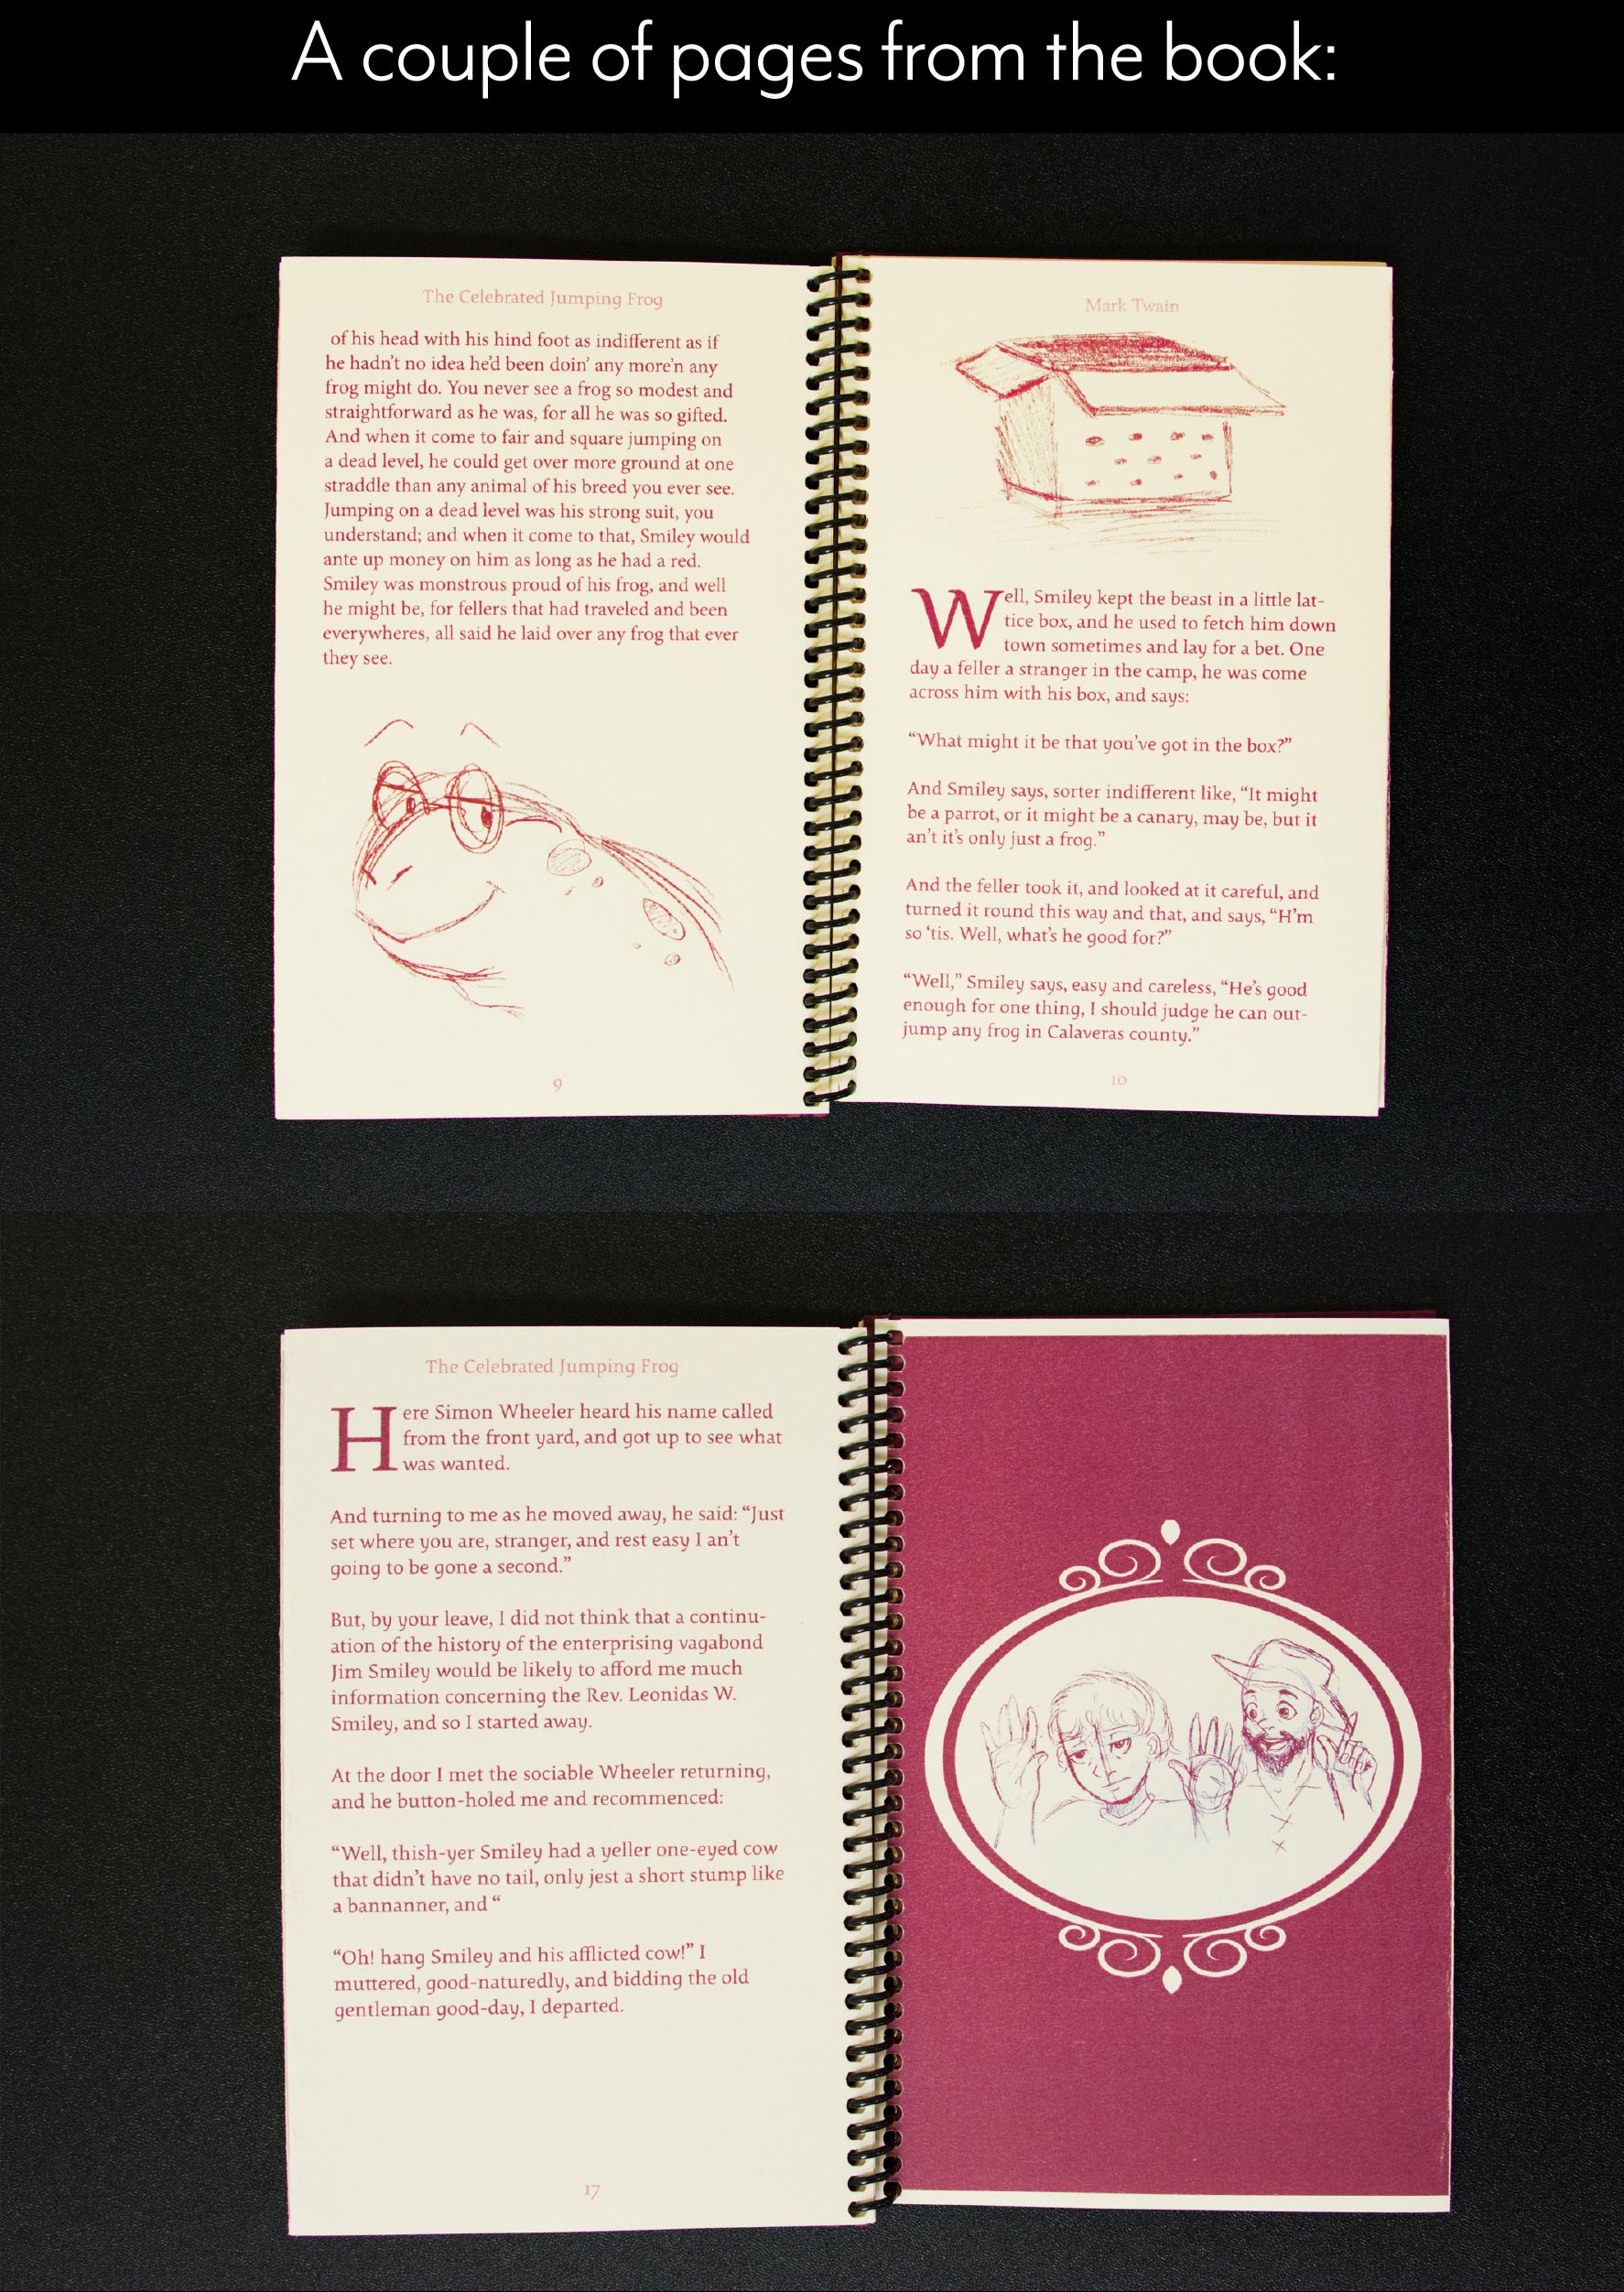 A couple of pages from the book:
The Celebrated Jumping Frog
of his head with his hind foot as indifferent as if
he hadn't no idea he'd been doin' any more'n any
frog might do. You never see a frog so modest and
straightforward as he was, for all he was so gifted.
And when it come to fair and square jumping on
a dead level, he could get over more ground at one
straddle than any animal of his breed you ever see.
Jumping on a dead level was his strong suit, you
understand; and when it come to that, Smiley would
ante up money on him as long as he had a red.
Smiley was monstrous proud of his frog, and well
he might be, for fellers that had traveled and been
everywheres, all said he laid over any frog that ever
they see.
9
Mark Twain
Well, Smiley kept the beast in a little lat-
tice box, and he used to fetch him down
town sometimes and lay for a bet. One
day a feller a stranger in the camp, he was come
across him with his box, and says:
“What might it be that you've got in the box?”
And Smiley says, sorter indifferent like, “It might
be a parrot, or it might be a canary, may be, but it
an't it's only just a frog.”
And the feller took it, and looked at it careful, and
turned it round this way and that, and says, “H'm
so ‘tis. Well, what's he good for?”
“Well,” Smiley says, easy and careless, “He's good
enough for one thing, I should judge he can out-
jump any frog in Calaveras county.”
10
The Celebrated Jumping Frog
Here Simon Wheeler heard his name called
from the front yard, and got up to see what
was wanted.
And turning to me as he moved away, he said: “Just
set where you are, stranger, and rest easy I an't
going to be gone a second.”
But, by your leave, I did not think that a continu-
ation of the history of the enterprising vagabond
Jim Smiley would be likely to afford me much
information concerning the Rev. Leonidas W.
Smiley, and so I started away.
At the door I met the sociable Wheeler returning,
and he button-holed me and recommenced:
“Well, thish-yer Smiley had a yeller one-eyed cow
that didn't have no tail, only jest a short stump like
a bannanner, and “
“Oh! hang Smiley and his afflicted cow!” I
muttered, good-naturedly, and bidding the old
gentleman good-day, I departed.
17